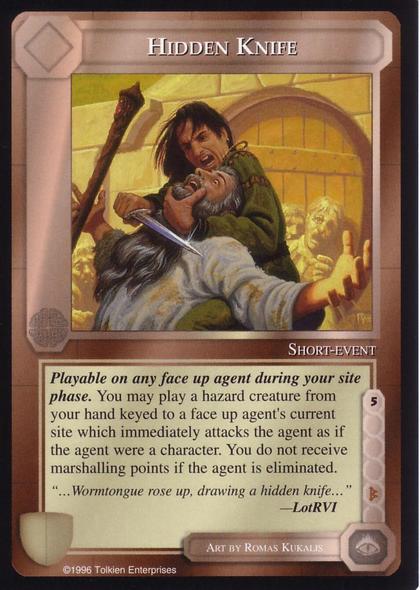 HIDDEN KNIFE
SHORT-EVENT
Playable on any face up agent during your site
phase. You may play a hazard creature from
your hand keyed to a face up agent's current
site which immediately attacks the agent as if
the agent were a character. You do not receive
marshalling points if the agent is eliminated.
"...Wormtongue rose up, drawing a hidden knife..."
—LotRVI
5
ART BY ROMAS KUKALIS
©1996 Tolkien Enterprises